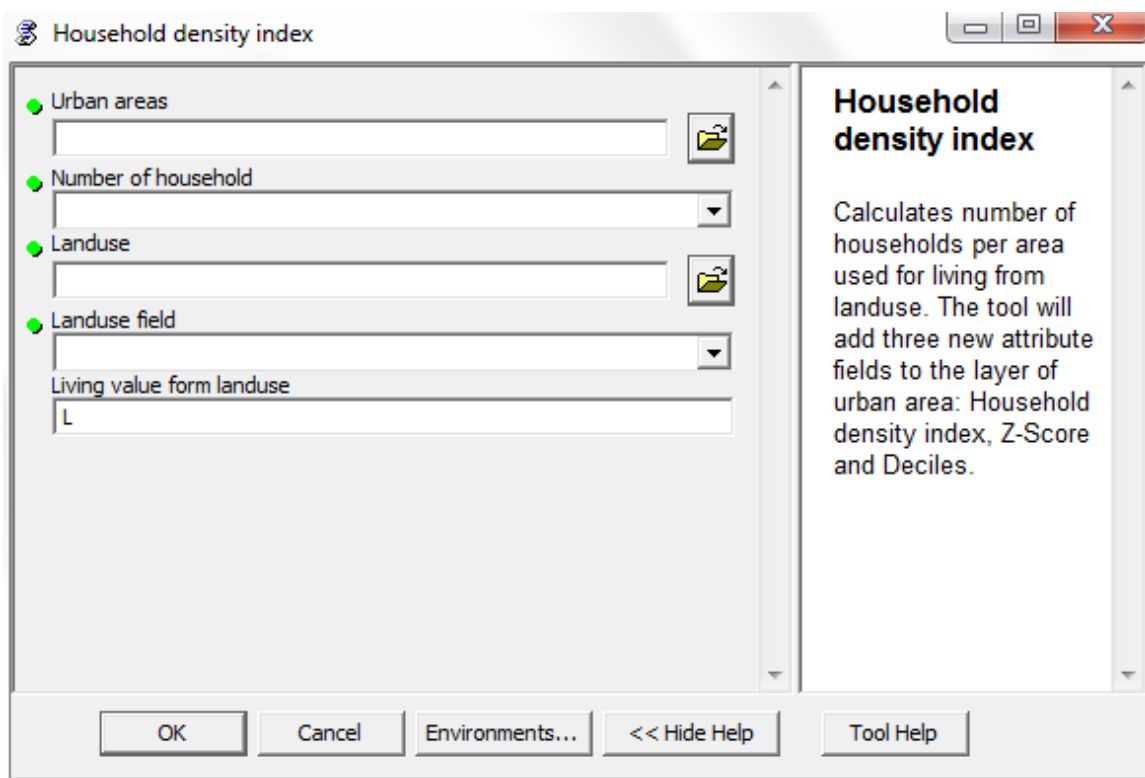 Household density index
Urban areas
Number of household
Landuse
Landuse field
Living value form landuse
L
Household
density index
Calculates number of
households per area
used for living from
landuse. The tool will
add three new attribute
fields to the layer of
urban area: Household
density index, Z-Score
and Deciles.
OK
Cancel
Environments...
<< Hide Help
Tool Help